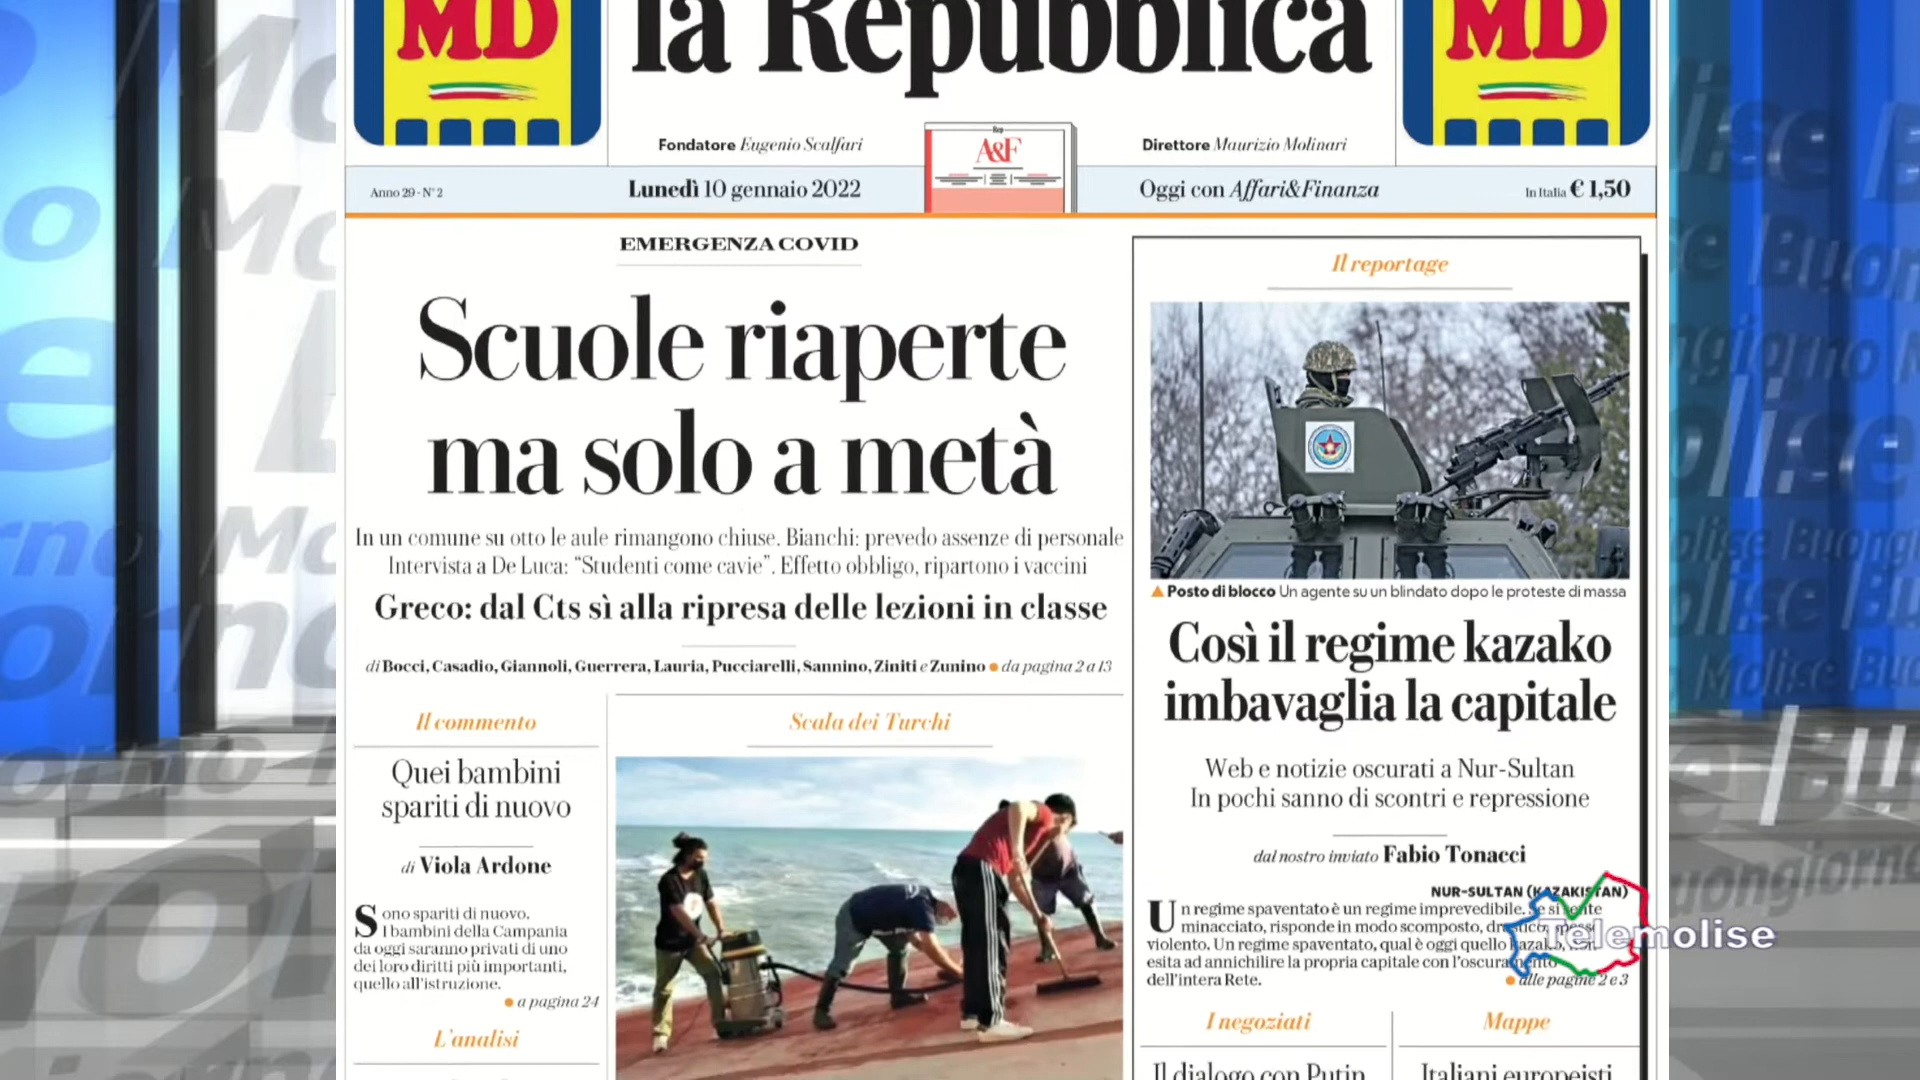 MD
la Repubblica
MD
Fondatore Eugenio Scalfari
Rep
A&F
Direttore Maurizio Molinari
Anno 29 - N° 2
Lunedì 10 gennaio 2022
Oggi con Affari&Finanza
In Italia € 1,50
EMERGENZA COVID
Scuole riaperte
ma solo a metà
In un comune su otto le aule rimangono chiuse. Bianchi: prevedo assenze di personale
Intervista a De Luca: “Studenti come cavie”. Effetto obbligo, ripartono i vaccini
Greco: dal Cts sì alla ripresa delle lezioni in classe
di Bocci, Casadio, Giannoli, Guerrera, Lauria, Pucciarelli, Sannino, Ziniti e Zunino ● da pagina 2 a 13
Il commento
Quei bambini
spariti di nuovo
di Viola Ardone
Sono spariti di nuovo.
I bambini della Campania
da oggi saranno privati di uno
dei loro diritti più importanti,
quello all'istruzione.
● a pagina 24
L'analisi
Scala dei Turchi
Il reportage
▲ Posto di blocco Un agente su un blindato dopo le proteste di massa
Così il regime kazako
imbavaglia la capitale
Web e notizie oscurati a Nur-Sultan
In pochi sanno di scontri e repressione
dal nostro inviato Fabio Tonacci
NUR-SULTAN (KAZAKISTAN)
Un regime spaventato è un regime imprevedibile. Se si sente
minacciato, risponde in modo scomposto, drastico, spesso
violento. Un regime spaventato, qual è oggi quello kazako, non
esita ad annichilire la propria capitale con l'oscuramento
dell'intera Rete.
● alle pagine 2 e 3
Telemolise
I negoziati
Il dialogo con Putin
Mappe
Italiani europeisti